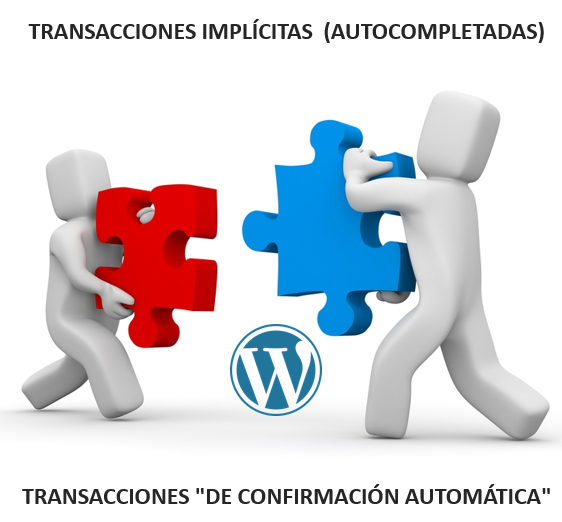 TRANSACCIONES IMPLÍCITAS (AUTOCOMPLETADAS)
W
TRANSACCIONES "DE CONFIRMACIÓN AUTOMÁTICA"